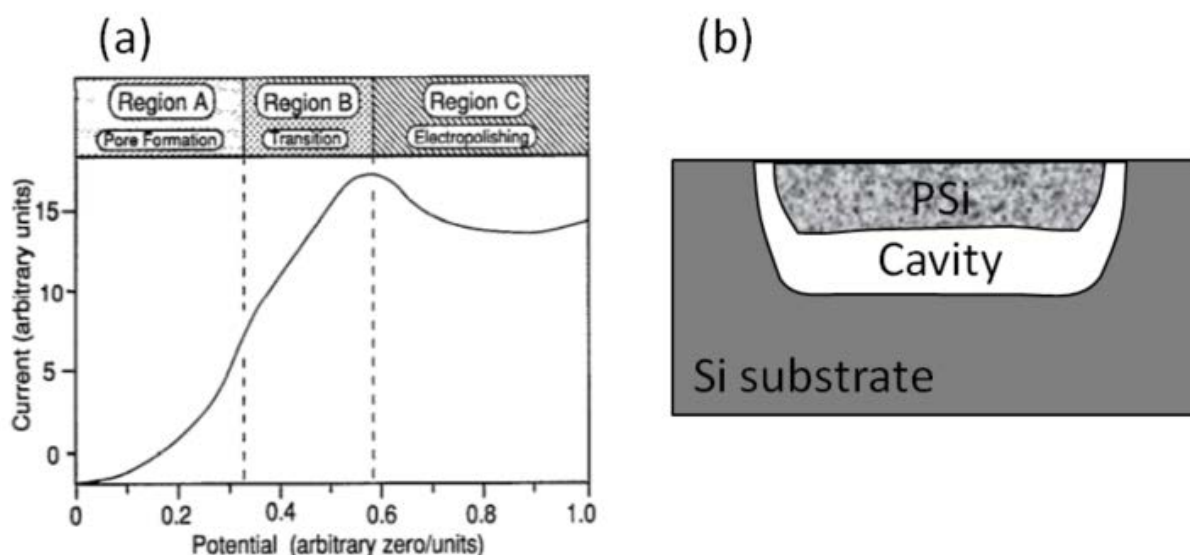 (a)
Region A Region B Region C
Pore Formation Transition Electropolishing
Current (arbitrary units)
15
10
5
0
0 0.2 0.4 0.6 0.8 1.0
Potential (arbitrary zero/units)
(b)
PSi
Cavity
Si substrate